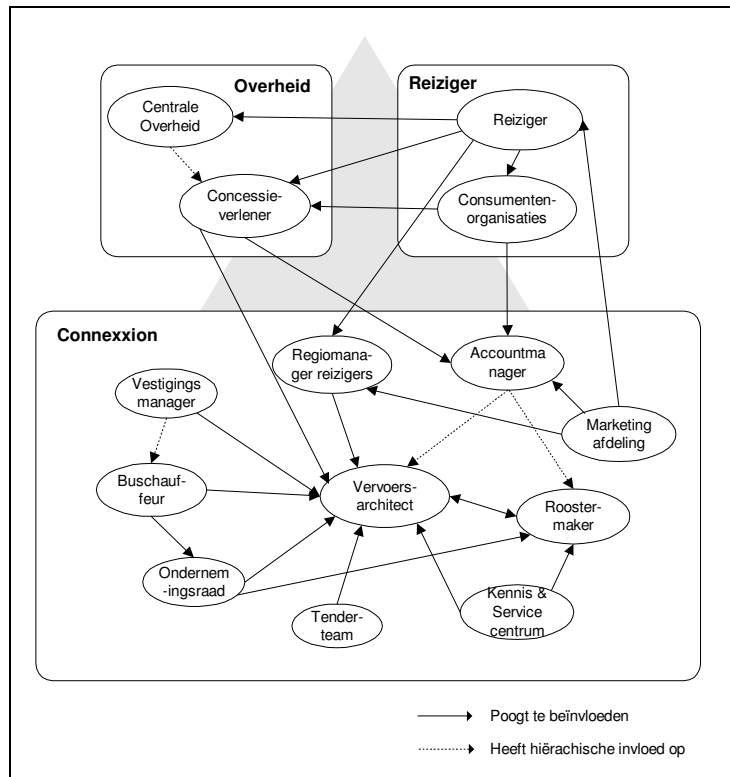 Overheid
Centrale
Overheid
Concessie-
verlener
Reiziger
Reiziger
Consumenten-
organisaties
Connexxion
Regiomana-
ger reizigers
Accountma
nager
Vestigings
manager
Marketing
afdeling
Buschauf-
feur
Vervoers-
architect
Rooster-
maker
Ondernem
-ingsraad
Tender-
team
Kennis &
Service
centrum
Poogt te beïnvloeden
Heeft hiërachische invloed op